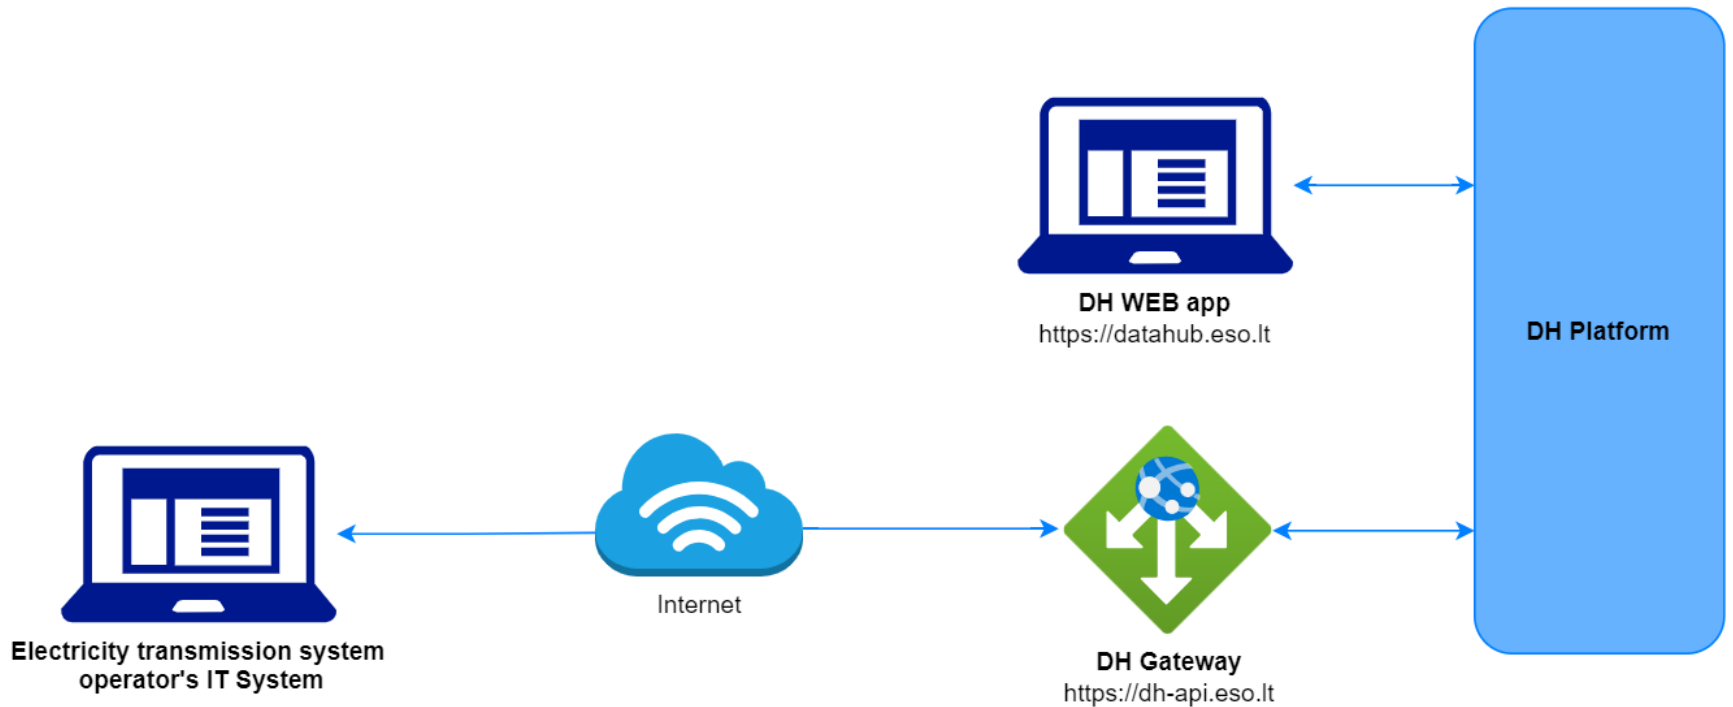 DH WEB app
https://datahub.eso.lt
DH Platform
Internet
Electricity transmission system
operator's IT System
DH Gateway
https://dh-api.eso.lt